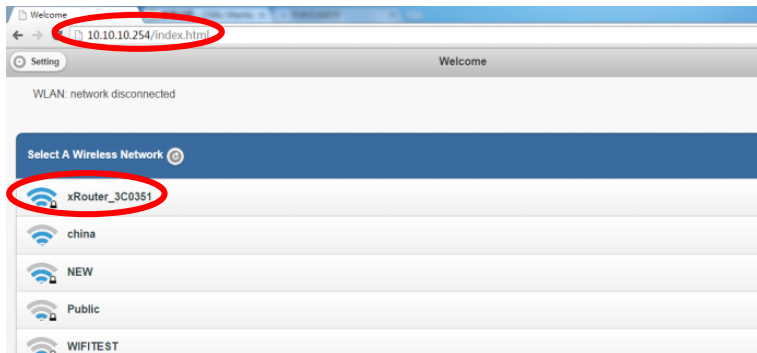 Welcome
10.10.10.254/index.html
Setting
Welcome
WLAN: network disconnected
Select A Wireless Network
xRouter_3C0351
china
NEW
Public
WIFITEST